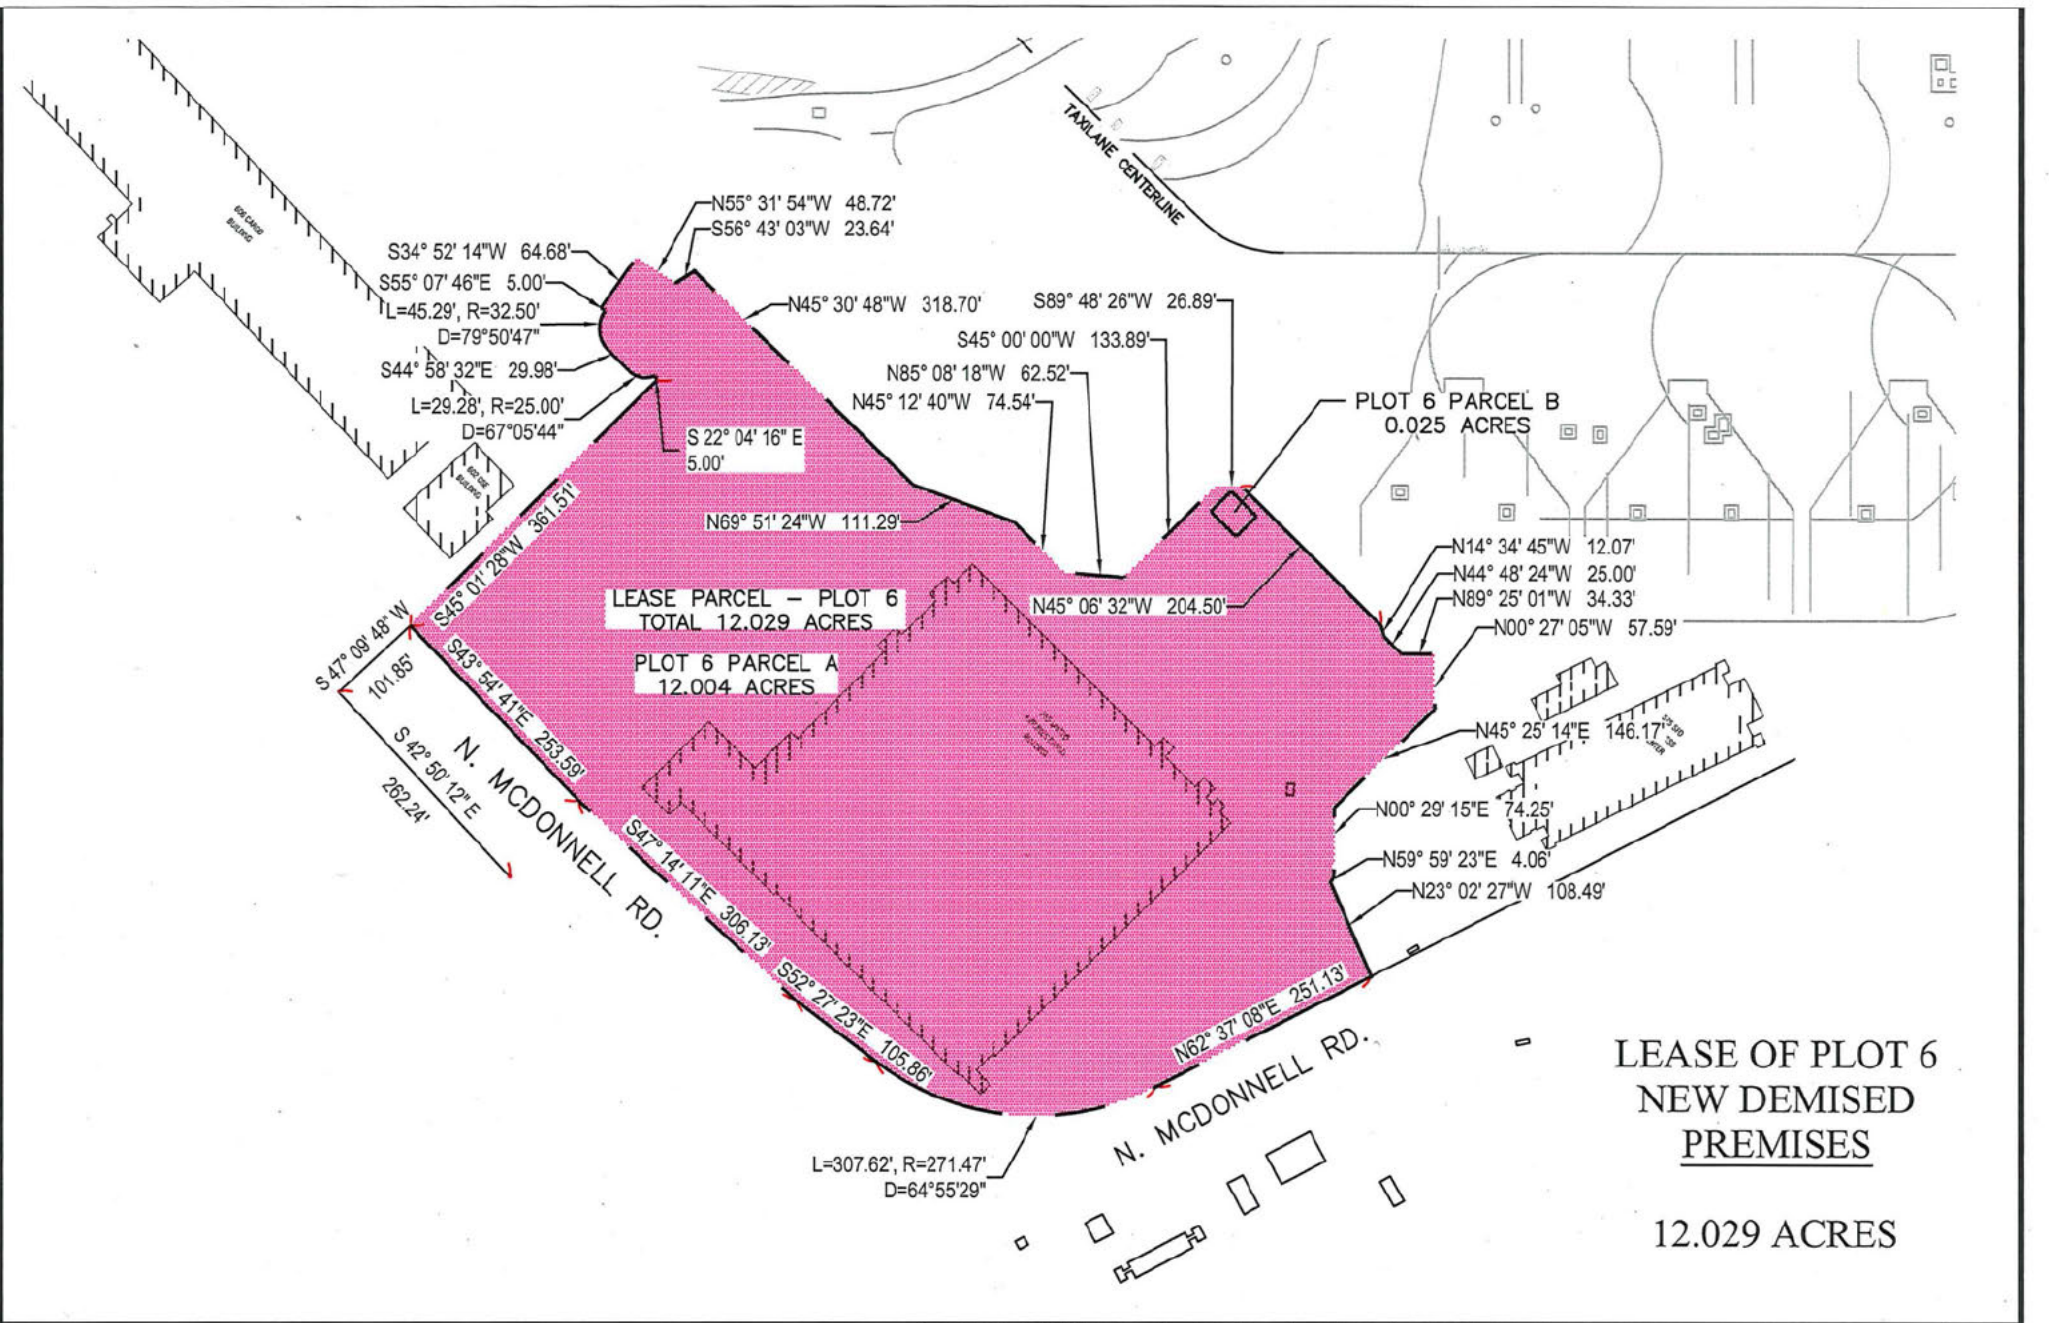 TAXILANE CENTERLINE
606 CARGO
BUILDING
N55° 31' 54"W 48.72'
S56° 43' 03"W 23.64'
S34° 52' 14"W 64.68'
S55° 07' 46"E 5.00'
L=45.29', R=32.50'
D=79°50'47"
S44° 58' 32"E 29.98'
L=29.28', R=25.00'
D=67°05'44"
N45° 30' 48"W 318.70'
S89° 48' 26"W 26.89'
S45° 00' 00"W 133.89'
N85° 08' 18"W 62.52'
N45° 12' 40"W 74.54'
PLOT 6 PARCEL B
0.025 ACRES
S 22° 04' 16" E
5.00'
602 GSE
BUILDING
N69° 51' 24"W 111.29'
S45° 01' 28"W 361.51'
N14° 34' 45"W 12.07'
N44° 48' 24"W 25.00'
N89° 25' 01"W 34.33'
N00° 27' 05"W 57.59'
N45° 06' 32"W 204.50'
LEASE PARCEL – PLOT 6
TOTAL 12.029 ACRES
PLOT 6 PARCEL A
12.004 ACRES
S 47° 09' 48" W
101.85'
S43° 54' 41"E 253.59'
S 42° 50' 12" E
262.24'
N. MCDONNELL RD.
N45° 25' 14"E 146.17'
N00° 29' 15"E 74.25'
N59° 59' 23"E 4.06'
N23° 02' 27"W 108.49'
S47° 14' 11"E 306.13'
S52° 27' 23"E 105.86'
N62° 37' 08"E 251.13'
N. MCDONNELL RD.
L=307.62', R=271.47'
D=64°55'29"
LEASE OF PLOT 6
NEW DEMISED
PREMISES
12.029 ACRES